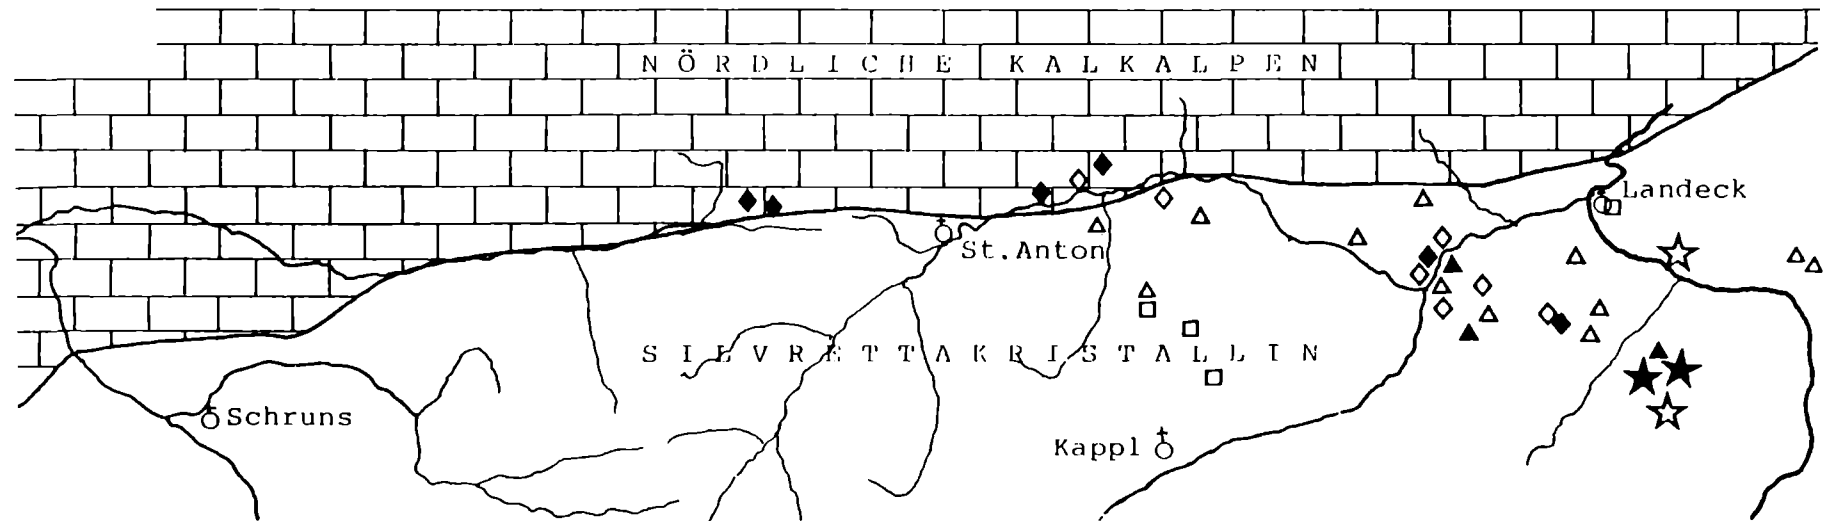 NÖRDLICHE KALKALPEN
Landeck
St.Anton
SILVRETTAKRISTALLIN
Schruns
Kappl